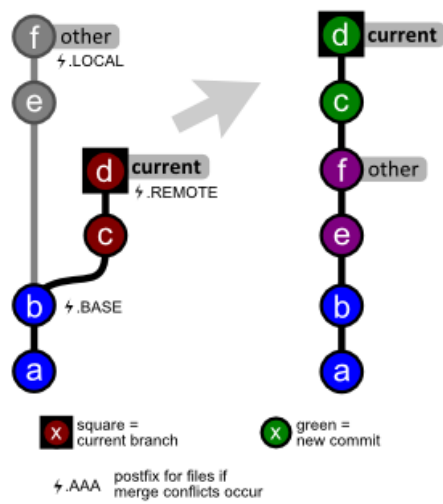 f other
⚡.LOCAL
e
d current
⚡.REMOTE
c
b ⚡.BASE
a
d current
c
f other
e
b
a
x square =
current branch
x green =
new commit
⚡.AAA postfix for files if
merge conflicts occur